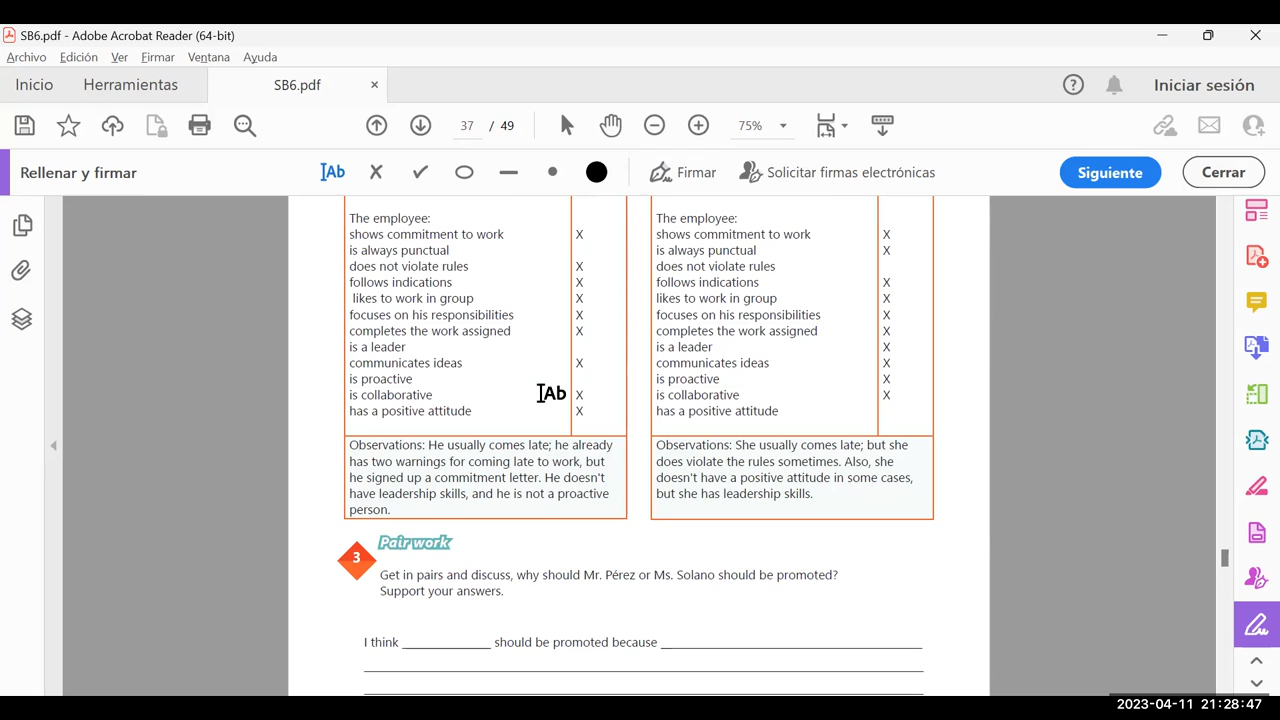 SB6.pdf - Adobe Acrobat Reader (64-bit)
Archivo Edición Ver Firmar Ventana Ayuda
Inicio Herramientas SB6.pdf × Iniciar sesión
37 / 49 75%
Rellenar y firmar Ab Firmar Solicitar firmas electrónicas Siguiente Cerrar
The employee:
shows commitment to work X
is always punctual
does not violate rules X
follows indications X
likes to work in group X
focuses on his responsibilities X
completes the work assigned X
is a leader
communicates ideas X
is proactive
is collaborative X
has a positive attitude X
Observations: He usually comes late; he already
has two warnings for coming late to work, but
he signed up a commitment letter. He doesn't
have leadership skills, and he is not a proactive
person.
The employee:
shows commitment to work X
is always punctual X
does not violate rules
follows indications X
likes to work in group X
focuses on his responsibilities X
completes the work assigned X
is a leader X
communicates ideas X
is proactive X
is collaborative X
has a positive attitude
Observations: She usually comes late; but she
does violate the rules sometimes. Also, she
doesn't have a positive attitude in some cases,
but she has leadership skills.
Ab
3 Pair work
Get in pairs and discuss, why should Mr. Pérez or Ms. Solano should be promoted?
Support your answers.
I think ____________ should be promoted because ____________________________________
2023-04-11 21:28:47